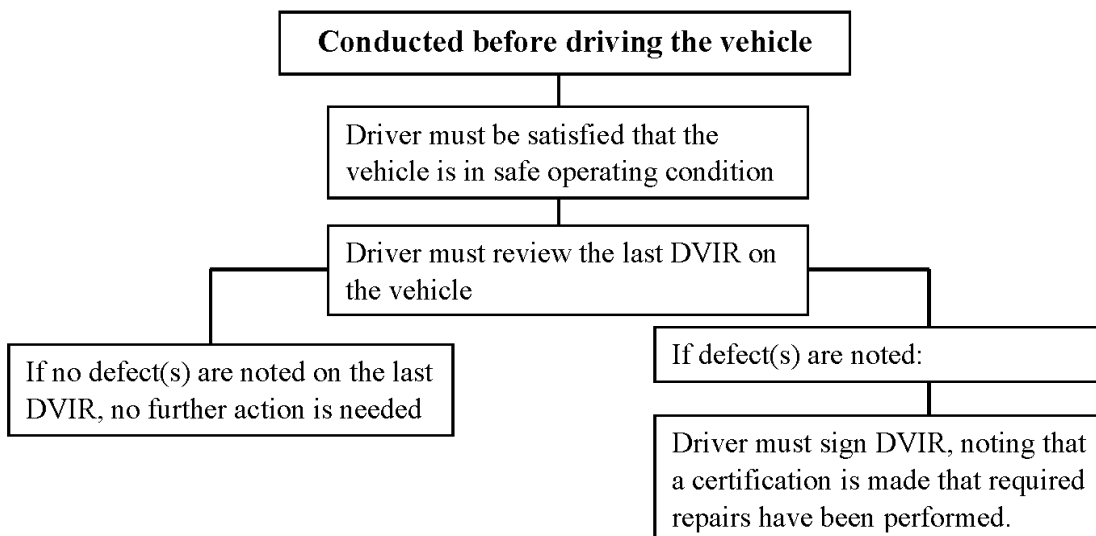 Conducted before driving the vehicle
Driver must be satisfied that the
vehicle is in safe operating condition
Driver must review the last DVIR on
the vehicle
If no defect(s) are noted on the last
DVIR, no further action is needed
If defect(s) are noted:
Driver must sign DVIR, noting that
a certification is made that required
repairs have been performed.